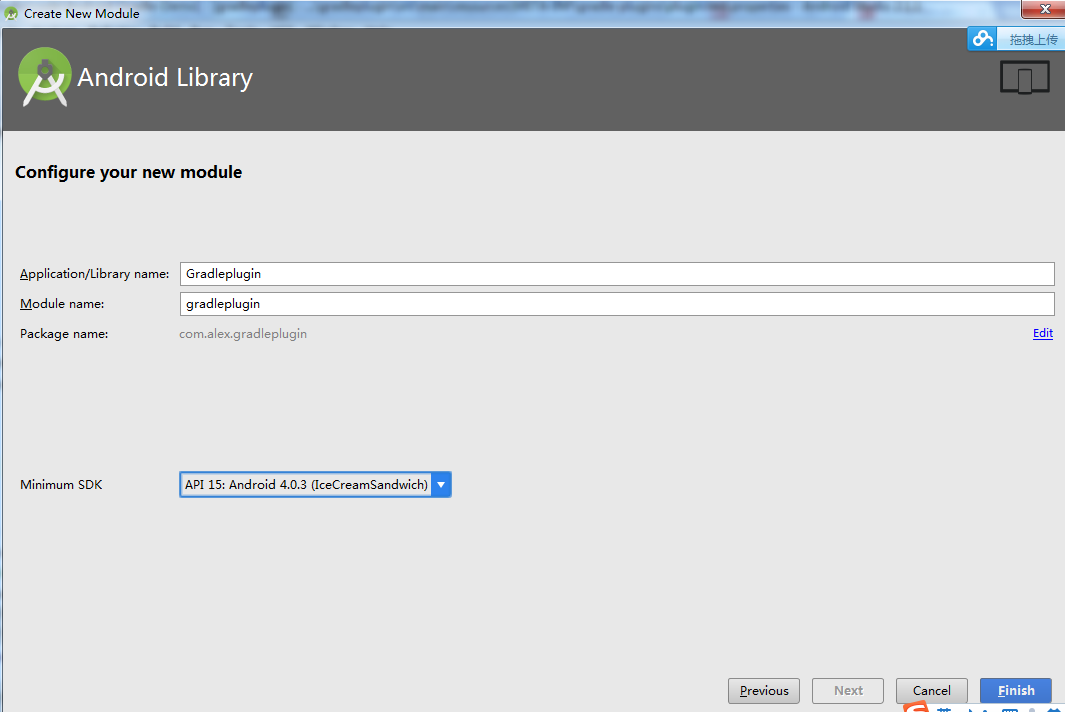 Create New Module
拖拽上传
Android Library
Configure your new module
Application/Library name: Gradleplugin
Module name: gradleplugin
Package name: com.alex.gradleplugin Edit
Minimum SDK API 15: Android 4.0.3 (IceCreamSandwich)
Previous Next Cancel Finish